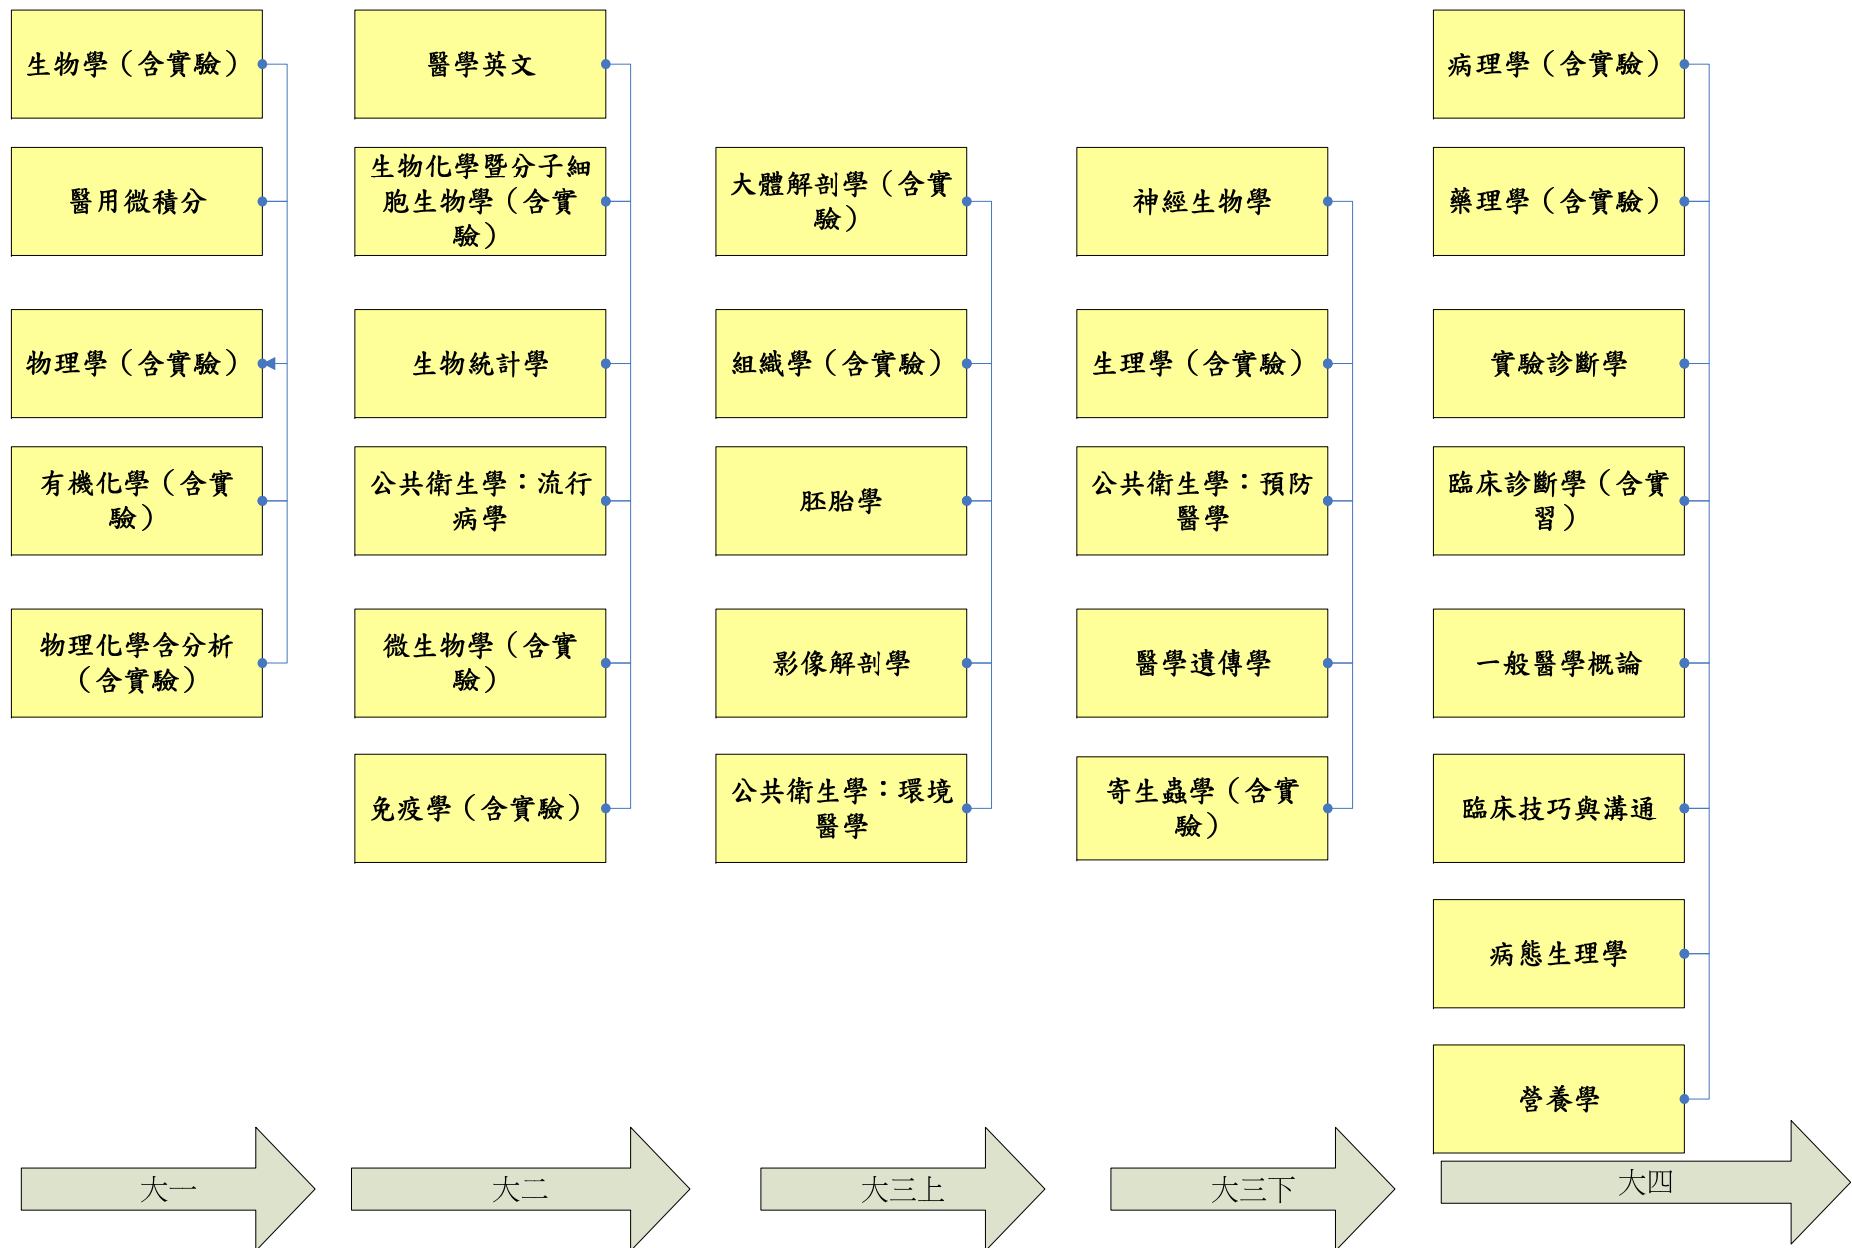 生物學（含實驗）
醫用微積分
物理學（含實驗）
有機化學（含實
驗）
物理化學含分析
（含實驗）
醫學英文
生物化學暨分子細
胞生物學（含實
驗）
生物統計學
公共衛生學：流行
病學
微生物學（含實
驗）
免疫學（含實驗）
大體解剖學（含實
驗）
組織學（含實驗）
胚胎學
影像解剖學
公共衛生學：環境
醫學
神經生物學
生理學（含實驗）
公共衛生學：預防
醫學
醫學遺傳學
寄生蟲學（含實
驗）
病理學（含實驗）
藥理學（含實驗）
實驗診斷學
臨床診斷學（含實
習）
一般醫學概論
臨床技巧與溝通
病態生理學
營養學
大一
大二
大三上
大三下
大四